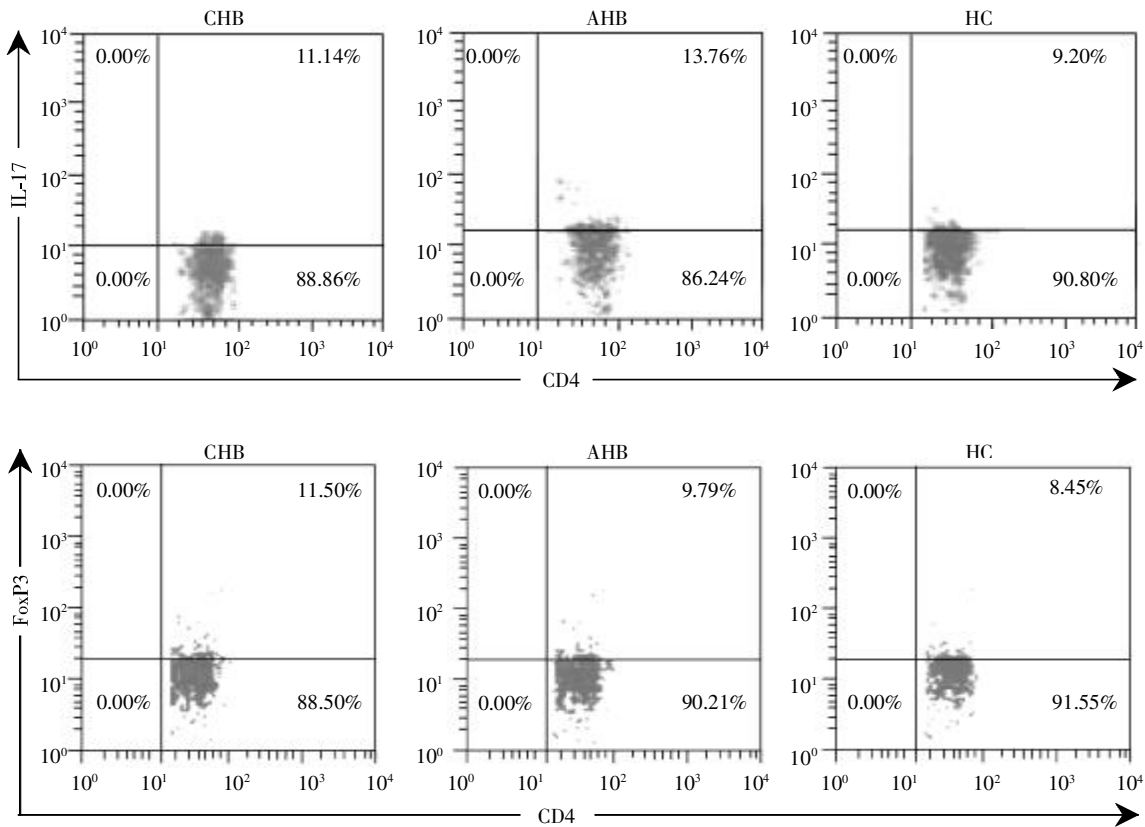 CHB AHB HC
10⁴ 0.00% 11.14% 10⁴ 0.00% 13.76% 10⁴ 0.00% 9.20%
10³ 10³ 10³
IL-17
10² 10² 10²
10¹ 10¹ 10¹
0.00% 88.86% 0.00% 86.24% 0.00% 90.80%
10⁰ 10⁰ 10⁰
10⁰ 10¹ 10² 10³ 10⁴ 10⁰ 10¹ 10² 10³ 10⁴ 10⁰ 10¹ 10² 10³ 10⁴
CD4
CHB AHB HC
10⁴ 0.00% 11.50% 10⁴ 0.00% 9.79% 10⁴ 0.00% 8.45%
10³ 10³ 10³
FoxP3
10² 10² 10²
10¹ 10¹ 10¹
0.00% 88.50% 0.00% 90.21% 0.00% 91.55%
10⁰ 10⁰ 10⁰
10⁰ 10¹ 10² 10³ 10⁴ 10⁰ 10¹ 10² 10³ 10⁴ 10⁰ 10¹ 10² 10³ 10⁴
CD4